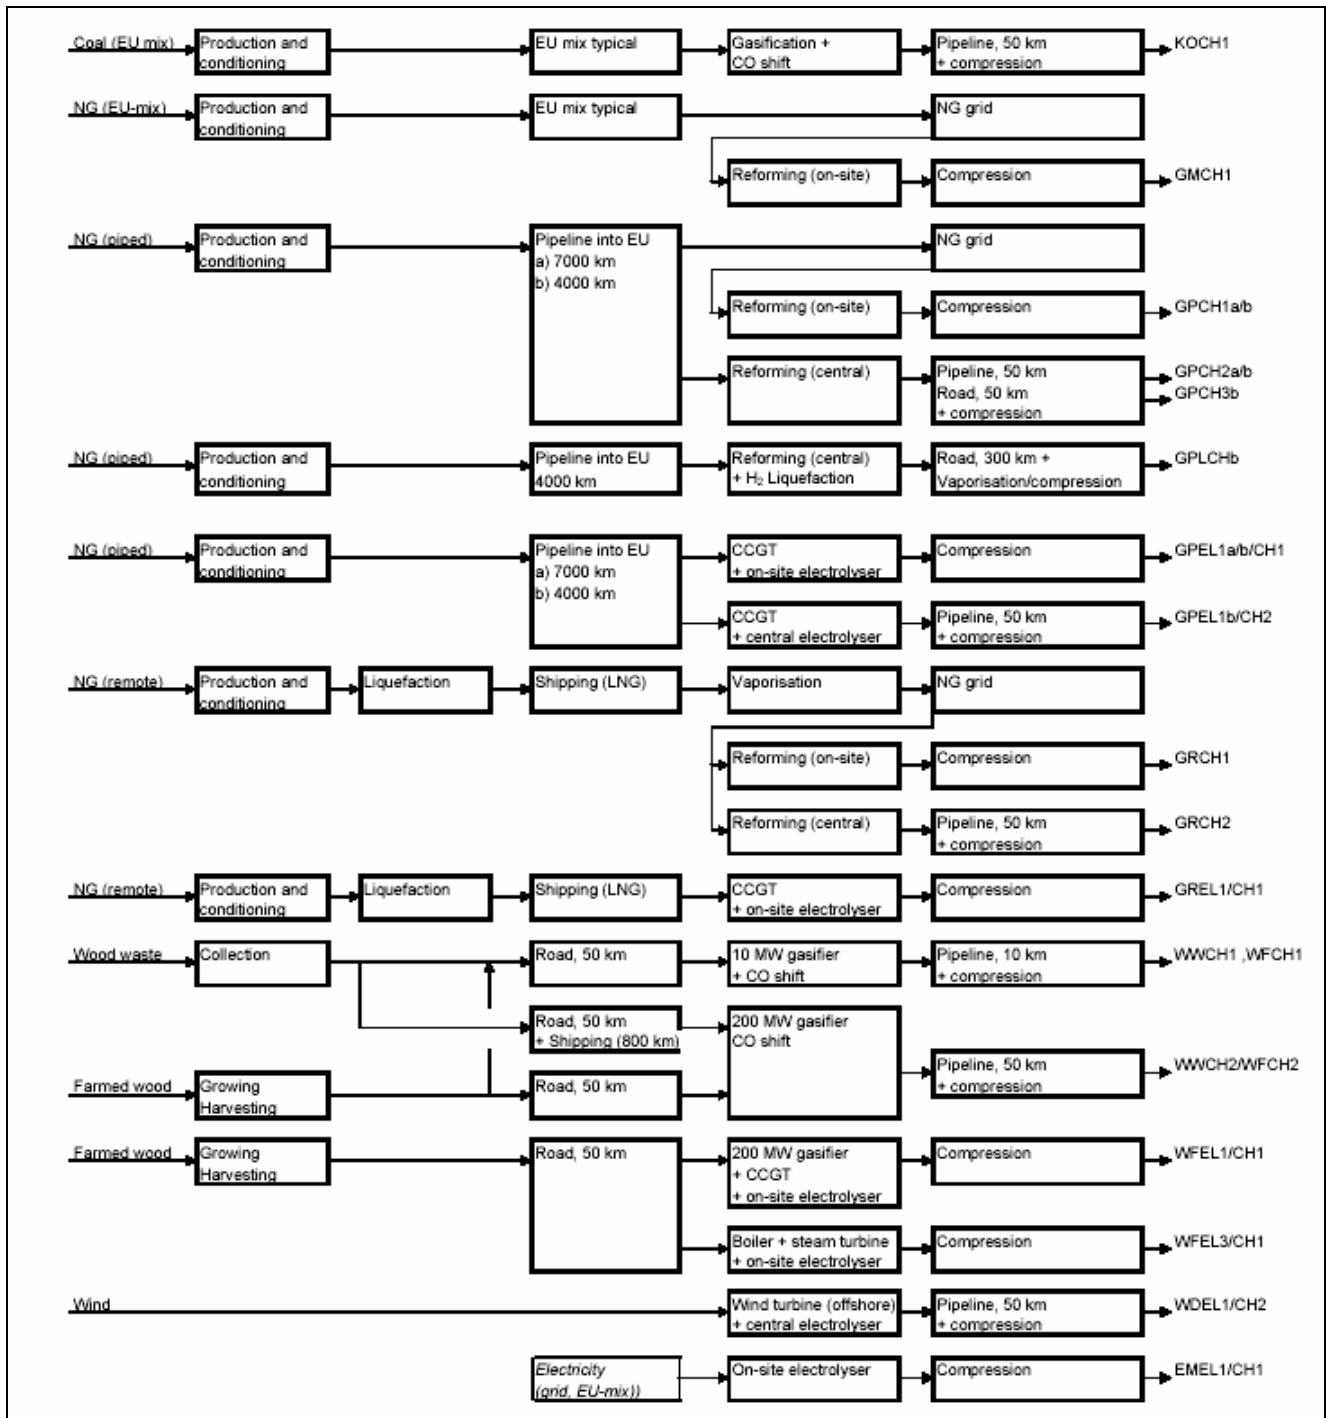 Coal (EU mix)
Production and
conditioning
EU mix typical
Gasification +
CO shift
Pipeline, 50 km
+ compression
KOCH1
NG (EU-mix)
Production and
conditioning
EU mix typical
NG grid
Reforming (on-site)
Compression
GMCH1
NG (piped)
Production and
conditioning
Pipeline into EU
a) 7000 km
b) 4000 km
NG grid
Reforming (on-site)
Compression
GPCH1a/b
Reforming (central)
Pipeline, 50 km
Road, 50 km
+ compression
GPCH2a/b
GPCH3b
NG (piped)
Production and
conditioning
Pipeline into EU
4000 km
Reforming (central)
+ H₂ Liquefaction
Road, 300 km +
Vaporisation/compression
GPLCHb
NG (piped)
Production and
conditioning
Pipeline into EU
a) 7000 km
b) 4000 km
CCGT
+ on-site electrolyser
Compression
GPEL1a/b/CH1
CCGT
+ central electrolyser
Pipeline, 50 km
+ compression
GPEL1b/CH2
NG (remote)
Production and
conditioning
Liquefaction
Shipping (LNG)
Vaporisation
NG grid
Reforming (on-site)
Compression
GRCH1
Reforming (central)
Pipeline, 50 km
+ compression
GRCH2
NG (remote)
Production and
conditioning
Liquefaction
Shipping (LNG)
CCGT
+ on-site electrolyser
Compression
GREL1/CH1
Wood waste
Collection
Road, 50 km
10 MW gasifier
+ CO shift
Pipeline, 10 km
+ compression
WWCH1 ,WFCH1
Road, 50 km
+ Shipping (800 km)
200 MW gasifier
CO shift
Pipeline, 50 km
+ compression
WWCH2/WFCH2
Farmed wood
Growing
Harvesting
Road, 50 km
Farmed wood
Growing
Harvesting
Road, 50 km
200 MW gasifier
+ CCGT
+ on-site electrolyser
Compression
WFEL1/CH1
Boiler + steam turbine
+ on-site electrolyser
Compression
WFEL3/CH1
Wind
Wind turbine (offshore)
+ central electrolyser
Pipeline, 50 km
+ compression
WDEL1/CH2
Electricity
(grid, EU-mix))
On-site electrolyser
Compression
EMEL1/CH1